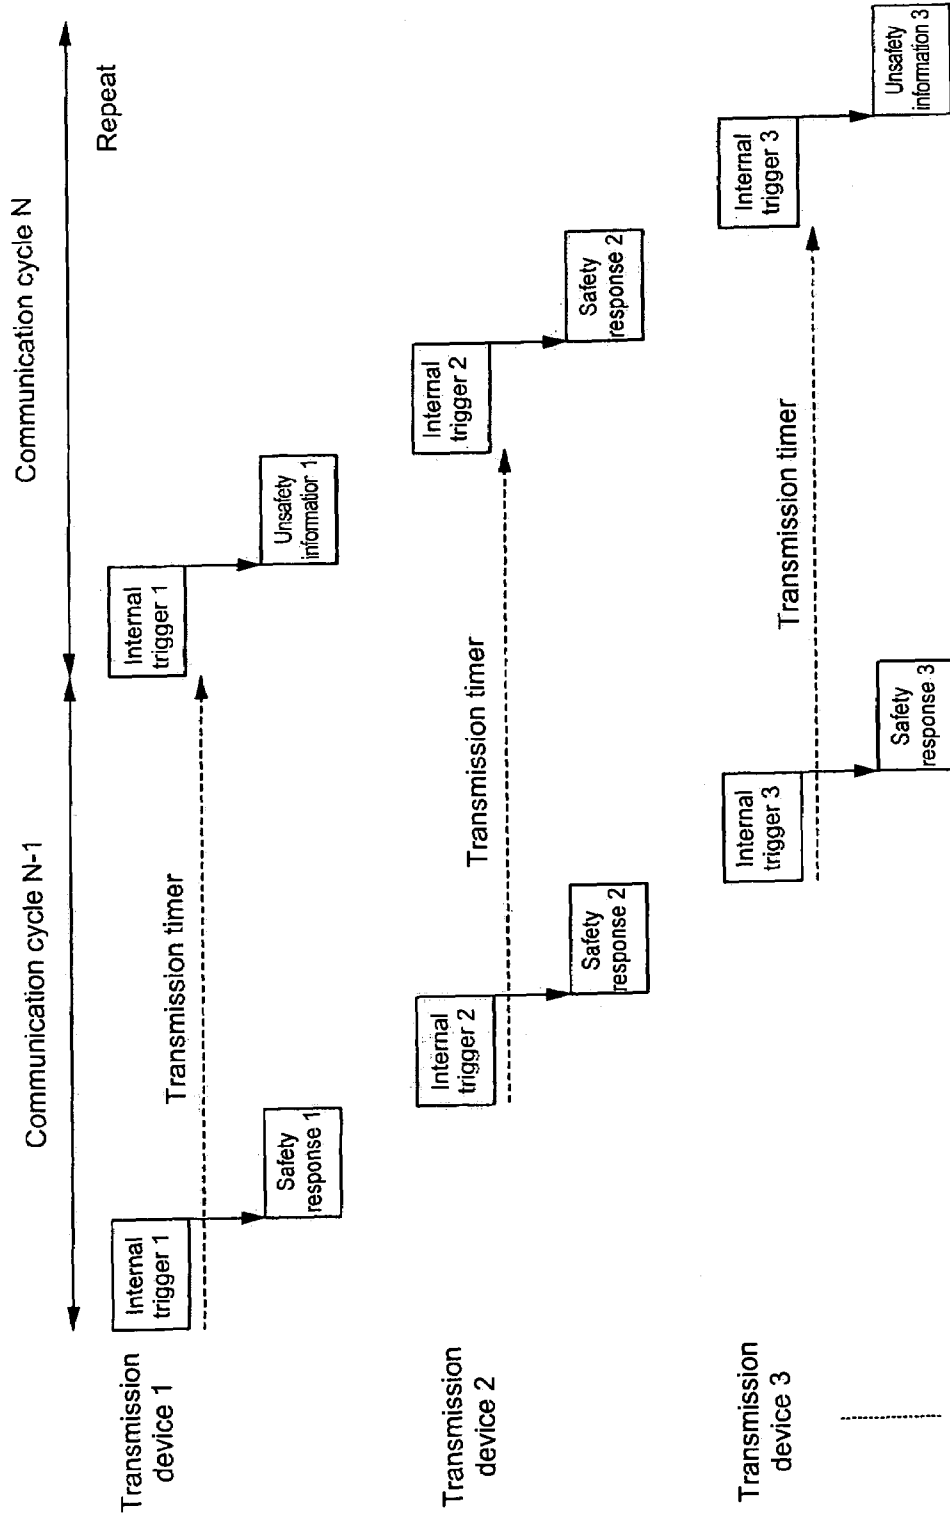 Communication cycle N-1
Communication cycle N
Repeat
Transmission
device 1
Internal
trigger 1
Safety
response 1
Transmission timer
Internal
trigger 1
Unsafety
information 1
Transmission
device 2
Internal
trigger 2
Safety
response 2
Transmission timer
Internal
trigger 2
Safety
response 2
Transmission
device 3
Internal
trigger 3
Safety
response 3
Transmission timer
Internal
trigger 3
Unsafety
information 3